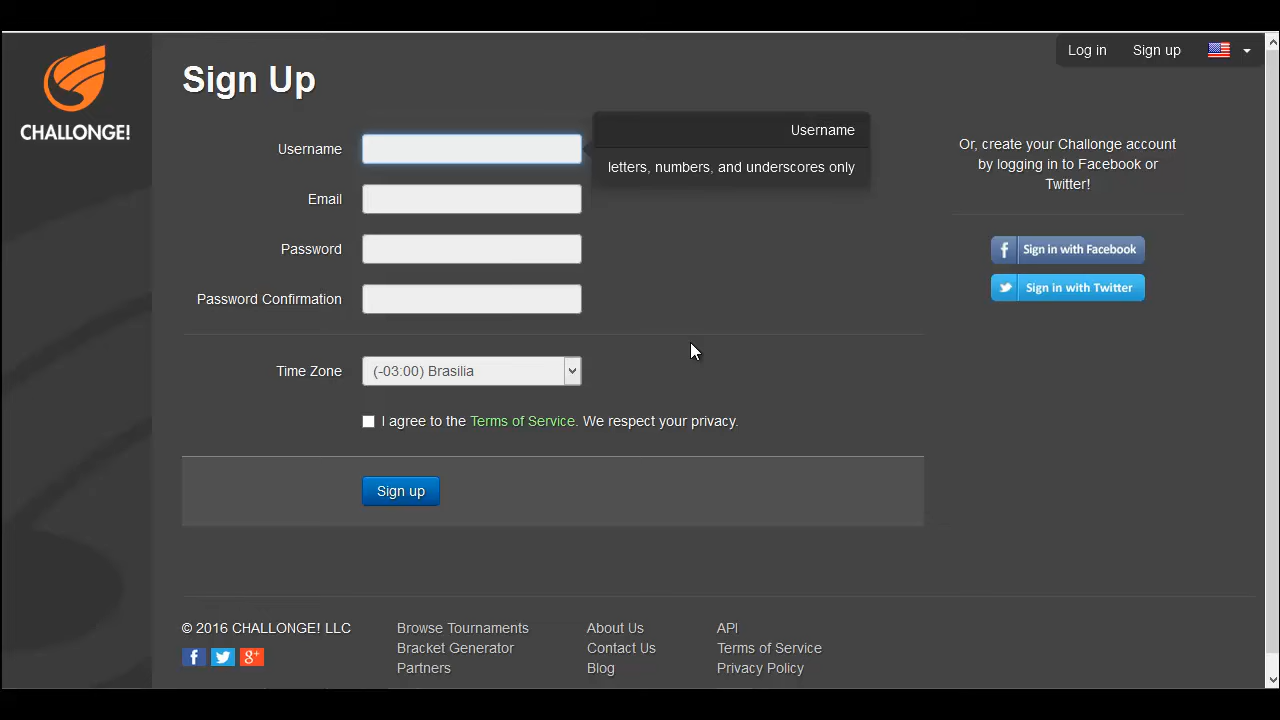 Log in
Sign up
CHALLONGE!
Sign Up
Username
Username
letters, numbers, and underscores only
Email
Password
Password Confirmation
Or, create your Challonge account
by logging in to Facebook or
Twitter!
f Sign in with Facebook
Sign in with Twitter
Time Zone
(-03:00) Brasilia
I agree to the Terms of Service. We respect your privacy.
Sign up
© 2016 CHALLONGE! LLC
f
g+
Browse Tournaments
Bracket Generator
Partners
About Us
Contact Us
Blog
API
Terms of Service
Privacy Policy